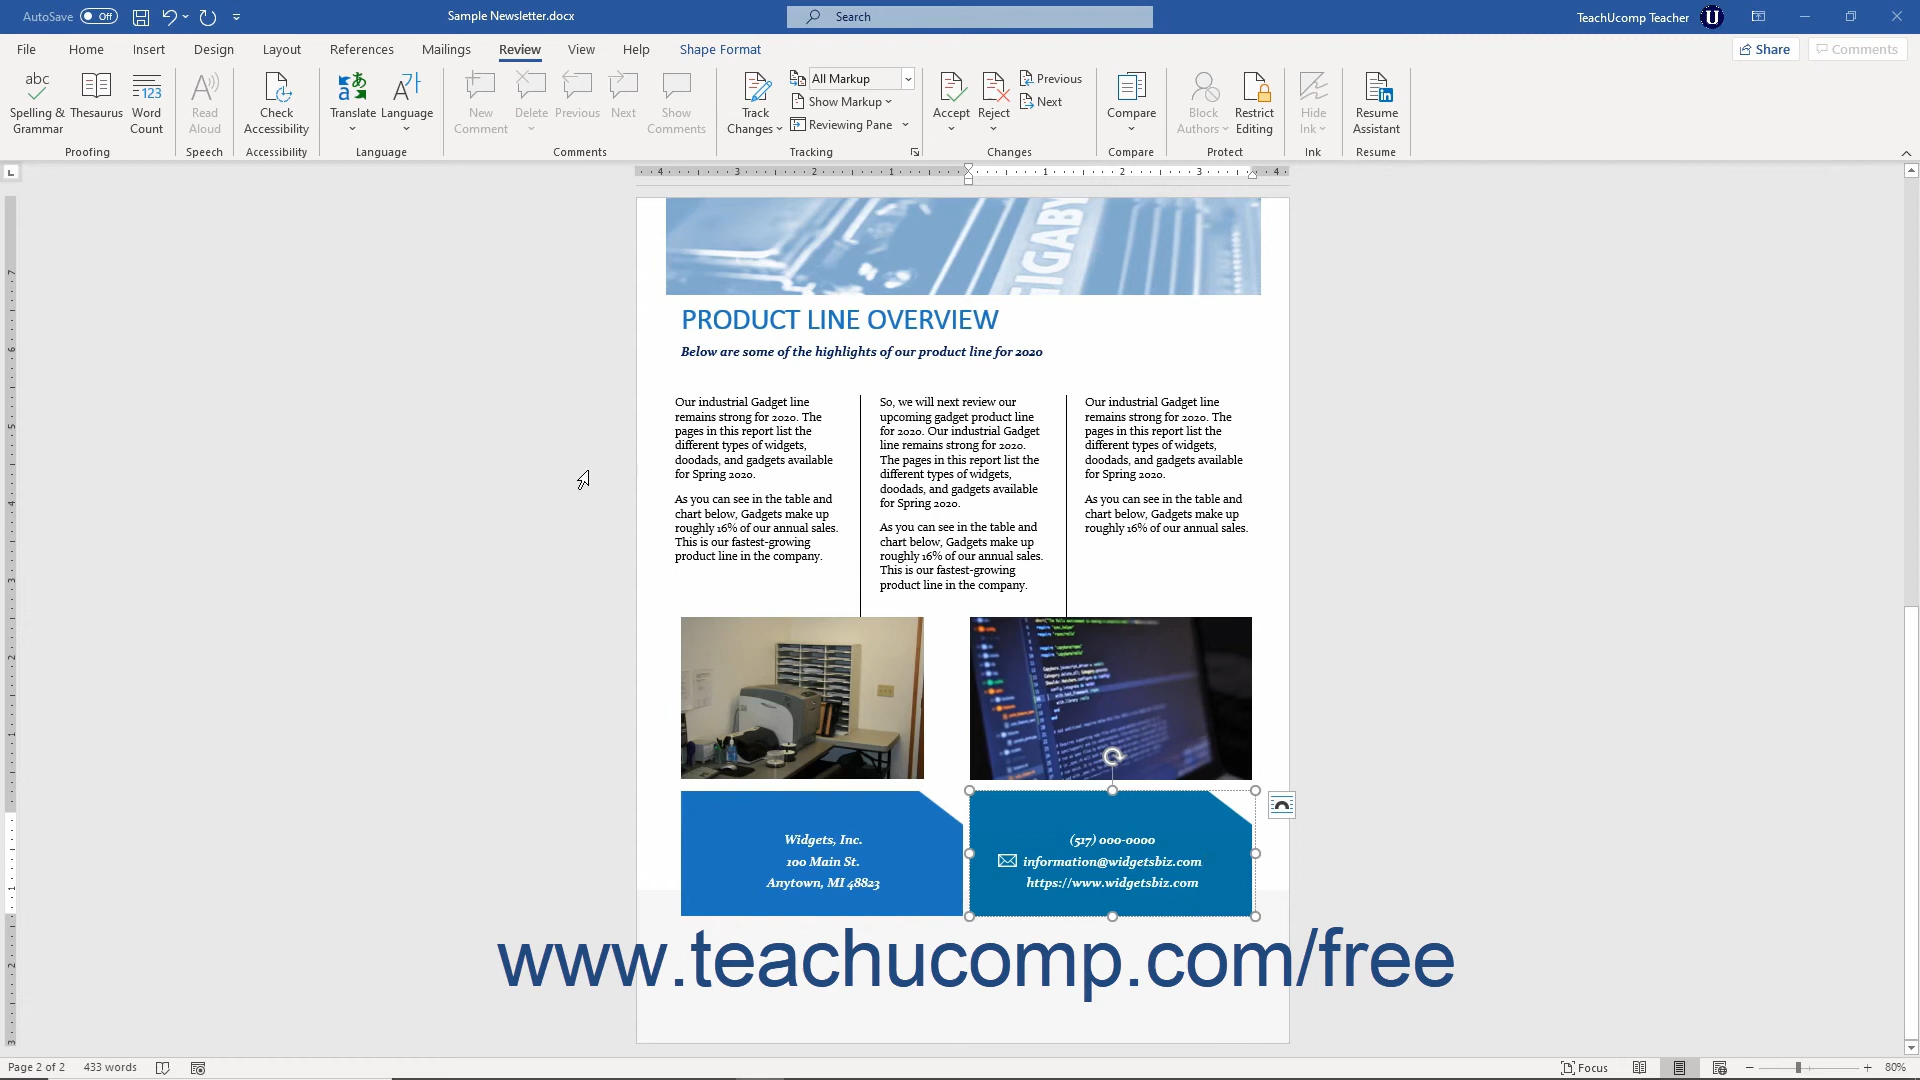 AutoSave Off Sample Newsletter.docx Search TeachUcomp Teacher U
File Home Insert Design Layout References Mailings Review View Help Shape Format Share Comments
abc Spelling & Grammar
Thesaurus
123 Word Count
Proofing
Read Aloud
Speech
Check Accessibility
Accessibility
Translate
Language
Language
New Comment
Delete
Previous
Next
Show Comments
Comments
Track Changes
All Markup
Show Markup
Reviewing Pane
Tracking
Accept
Reject
Previous
Next
Changes
Compare
Compare
Block Authors
Restrict Editing
Protect
Hide Ink
Ink
Resume Assistant
Resume
4 3 2 1 1 2 3 4
GIGABY
PRODUCT LINE OVERVIEW
Below are some of the highlights of our product line for 2020
Our industrial Gadget line
remains strong for 2020. The
pages in this report list the
different types of widgets,
doodads, and gadgets available
for Spring 2020.
As you can see in the table and
chart below, Gadgets make up
roughly 16% of our annual sales.
This is our fastest-growing
product line in the company.
So, we will next review our
upcoming gadget product line
for 2020. Our industrial Gadget
line remains strong for 2020.
The pages in this report list the
different types of widgets,
doodads, and gadgets available
for Spring 2020.
As you can see in the table and
chart below, Gadgets make up
roughly 16% of our annual sales.
This is our fastest-growing
product line in the company.
Our industrial Gadget line
remains strong for 2020. The
pages in this report list the
different types of widgets,
doodads, and gadgets available
for Spring 2020.
As you can see in the table and
chart below, Gadgets make up
roughly 16% of our annual sales.
Widgets, Inc.
100 Main St.
Anytown, MI 48823
(517) 000-0000
information@widgetsbiz.com
https://www.widgetsbiz.com
www.teachucomp.com/free
Page 2 of 2 433 words Focus 80%